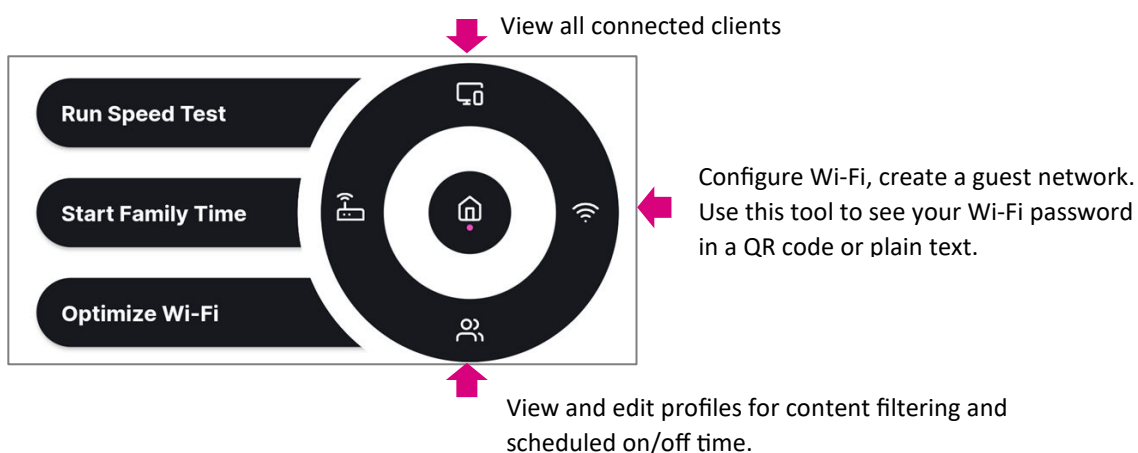 View all connected clients
Run Speed Test
Start Family Time
Optimize Wi-Fi
Configure Wi-Fi, create a guest network.
Use this tool to see your Wi-Fi password
in a QR code or plain text.
View and edit profiles for content filtering and
scheduled on/off time.